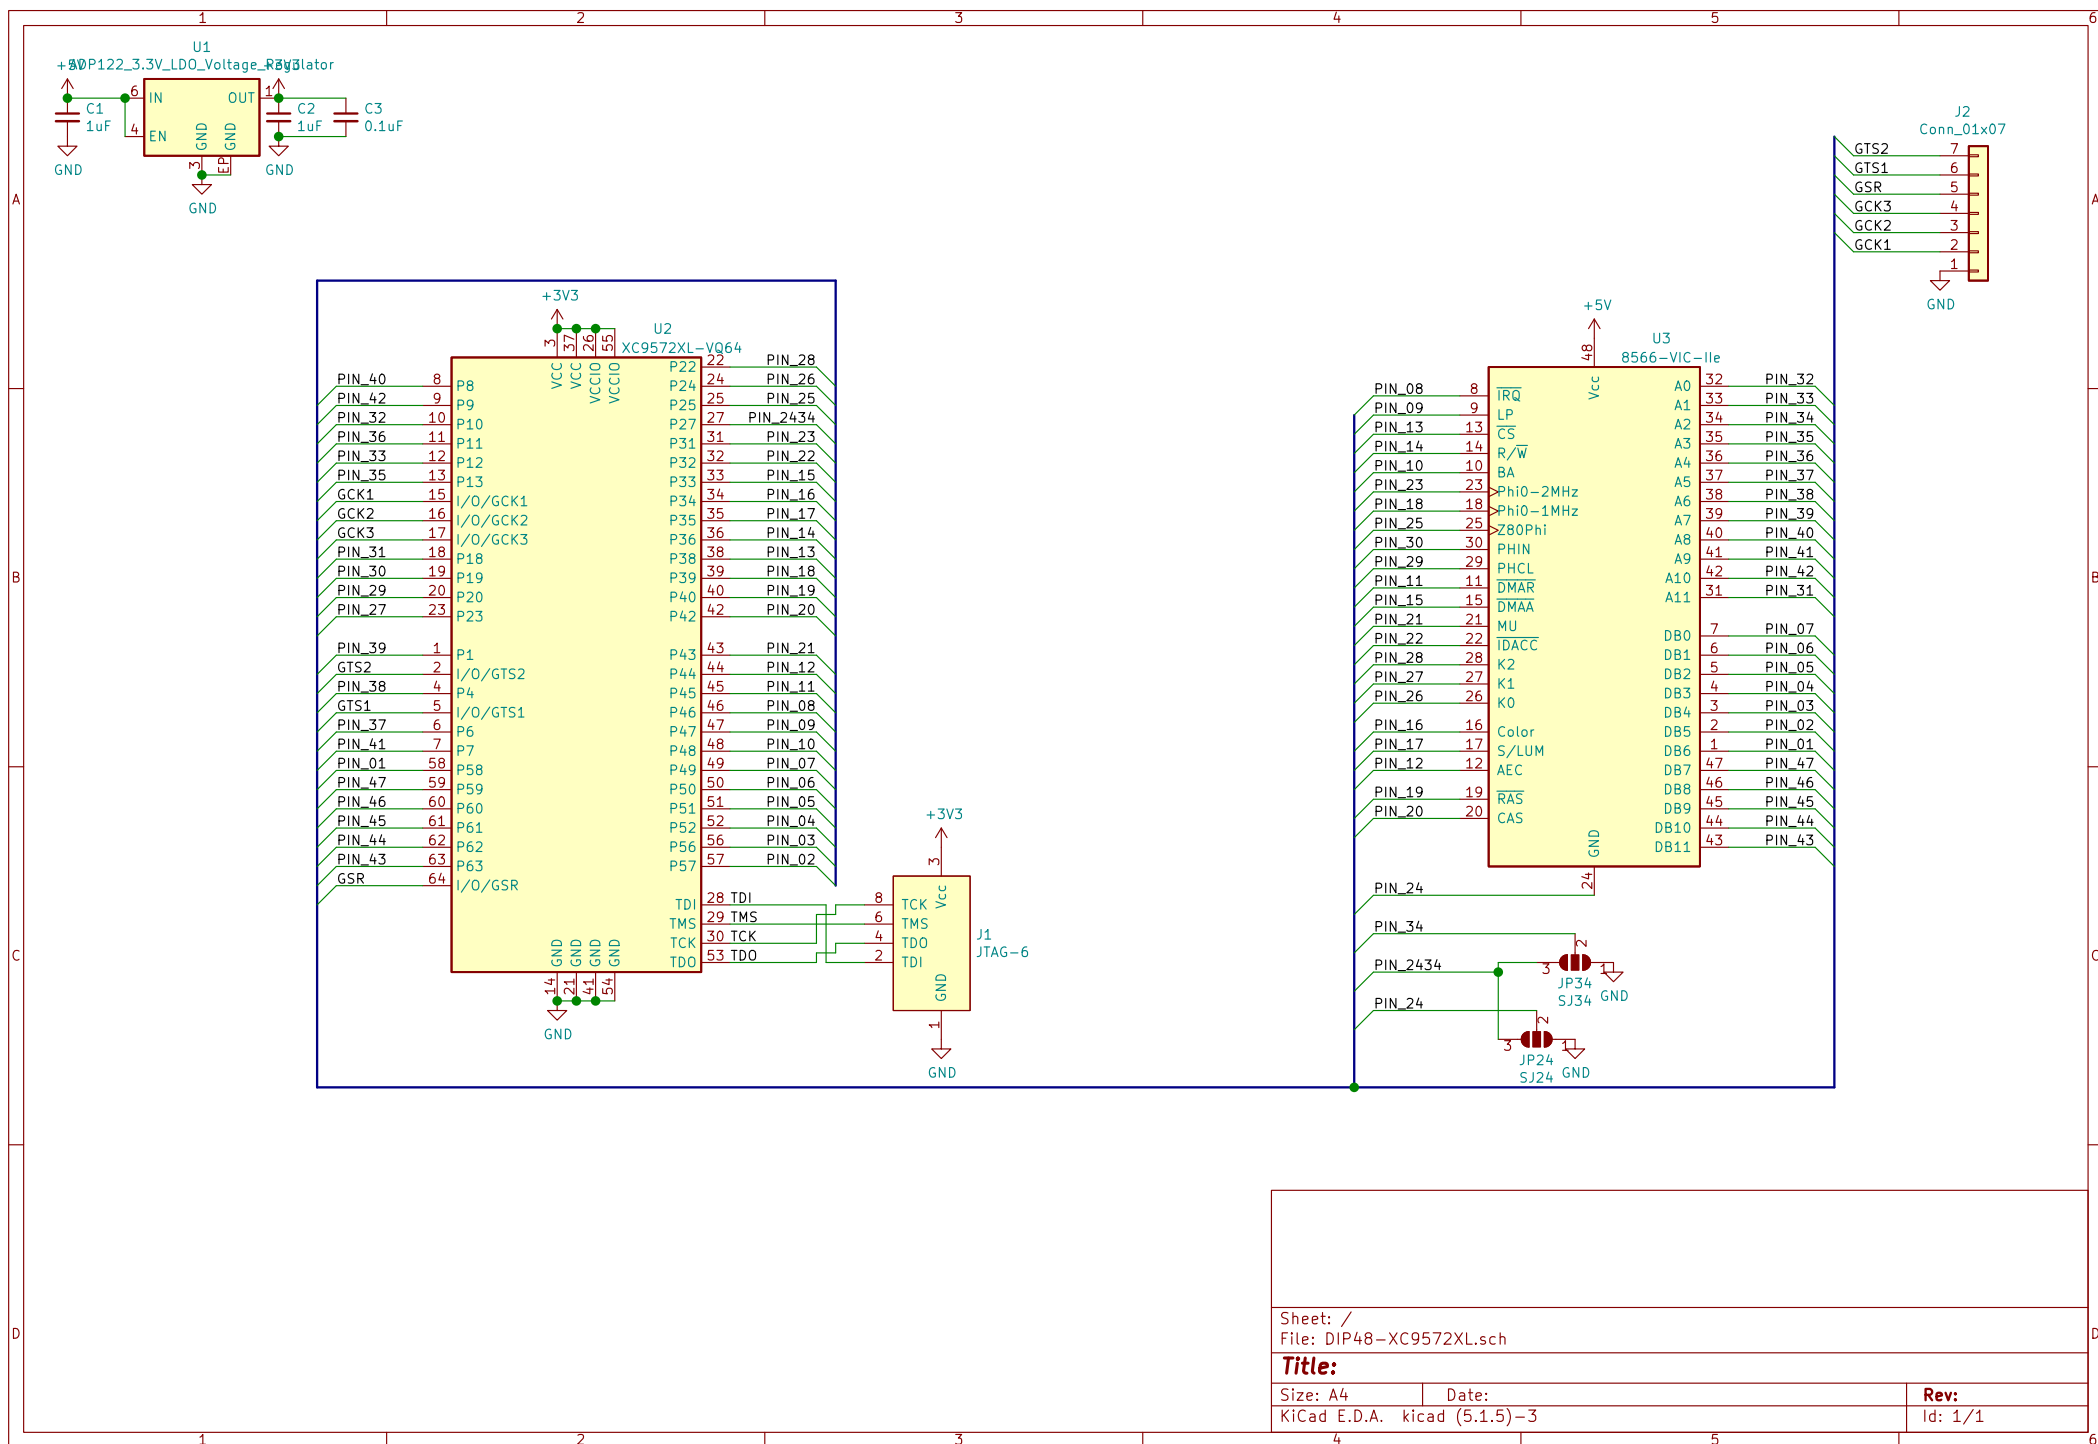 1 2 3 4 5 6
U1
ADP122_3.3V_LDO_Voltage_Regulator
+5V
+3V3
6 IN
OUT 1
4 EN
GND 3
GND EP
C1
1uF
C2
1uF
C3
0.1uF
GND
GND
GND
A
B
C
D
+3V3
U2
XC9572XL-VQ64
3 VCC
37 VCC
26 VCCIO
55 VCCIO
PIN_40 8 P8
PIN_42 9 P9
PIN_32 10 P10
PIN_36 11 P11
PIN_33 12 P12
PIN_35 13 P13
GCK1 15 I/O/GCK1
GCK2 16 I/O/GCK2
GCK3 17 I/O/GCK3
PIN_31 18 P18
PIN_30 19 P19
PIN_29 20 P20
PIN_27 23 P23
PIN_39 1 P1
GTS2 2 I/O/GTS2
PIN_38 4 P4
GTS1 5 I/O/GTS1
PIN_37 6 P6
PIN_41 7 P7
PIN_01 58 P58
PIN_47 59 P59
PIN_46 60 P60
PIN_45 61 P61
PIN_44 62 P62
PIN_43 63 P63
GSR 64 I/O/GSR
P22 22 PIN_28
P24 24 PIN_26
P25 25 PIN_25
P27 27 PIN_2434
P31 31 PIN_23
P32 32 PIN_22
P33 33 PIN_15
P34 34 PIN_16
P35 35 PIN_17
P36 36 PIN_14
P38 38 PIN_13
P39 39 PIN_18
P40 40 PIN_19
P42 42 PIN_20
P43 43 PIN_21
P44 44 PIN_12
P45 45 PIN_11
P46 46 PIN_08
P47 47 PIN_09
P48 48 PIN_10
P49 49 PIN_07
P50 50 PIN_06
P51 51 PIN_05
P52 52 PIN_04
P56 56 PIN_03
P57 57 PIN_02
TDI 28 TDI
TMS 29 TMS
TCK 30 TCK
TDO 53 TDO
GND 14
GND 21
GND 41
GND 54
GND
+3V3
3 Vcc
8 TCK
6 TMS
4 TDO
2 TDI
GND 1
J1
JTAG-6
GND
+5V
48 Vcc
U3
8566-VIC-IIe
PIN_08 8 IRQ
PIN_09 9 LP
PIN_13 13 CS
PIN_14 14 R/W
PIN_10 10 BA
PIN_23 23 Phi0-2MHz
PIN_18 18 Phi0-1MHz
PIN_25 25 Z80Phi
PIN_30 30 PHIN
PIN_29 29 PHCL
PIN_11 11 DMAR
PIN_15 15 DMAA
PIN_21 21 MU
PIN_22 22 IDACC
PIN_28 28 K2
PIN_27 27 K1
PIN_26 26 K0
PIN_16 16 Color
PIN_17 17 S/LUM
PIN_12 12 AEC
PIN_19 19 RAS
PIN_20 20 CAS
A0 32 PIN_32
A1 33 PIN_33
A2 34 PIN_34
A3 35 PIN_35
A4 36 PIN_36
A5 37 PIN_37
A6 38 PIN_38
A7 39 PIN_39
A8 40 PIN_40
A9 41 PIN_41
A10 42 PIN_42
A11 31 PIN_31
DB0 7 PIN_07
DB1 6 PIN_06
DB2 5 PIN_05
DB3 4 PIN_04
DB4 3 PIN_03
DB5 2 PIN_02
DB6 1 PIN_01
DB7 47 PIN_47
DB8 46 PIN_46
DB9 45 PIN_45
DB10 44 PIN_44
DB11 43 PIN_43
GND 24
PIN_24
PIN_34
PIN_2434
PIN_24
2
3 1
JP34
SJ34
GND
2
3 1
JP24
SJ24
GND
J2
Conn_01x07
GTS2 7
GTS1 6
GSR 5
GCK3 4
GCK2 3
GCK1 2
1
GND
A
B
C
D
Sheet: /
File: DIP48-XC9572XL.sch
Title:
Size: A4 Date: Rev:
KiCad E.D.A. kicad (5.1.5)-3 Id: 1/1
1 2 3 4 5 6